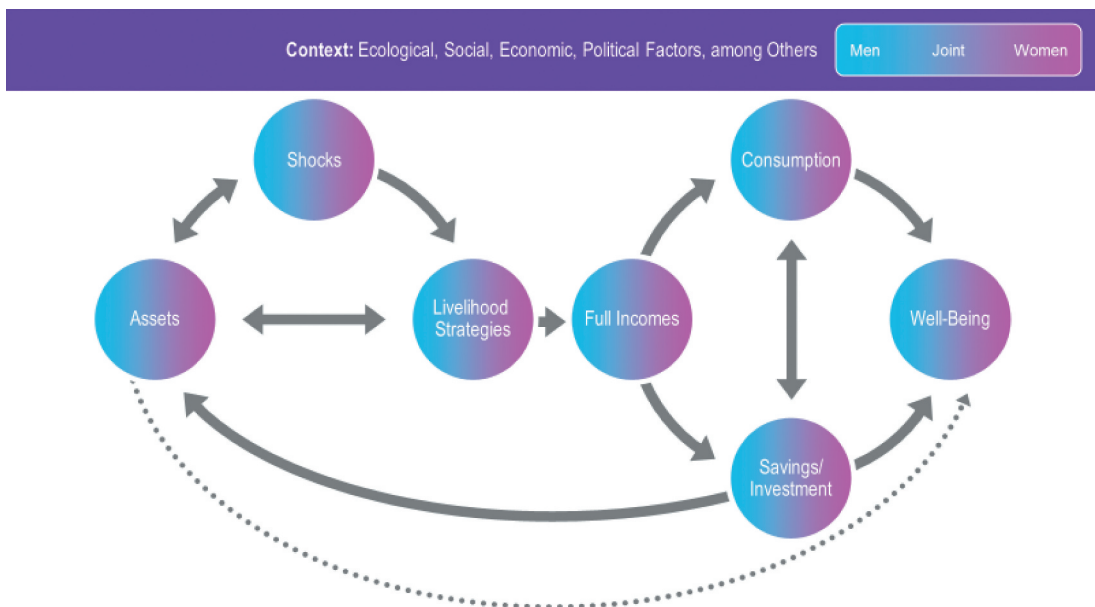 Context: Ecological, Social, Economic, Political Factors, among Others
Men Joint Women
Shocks
Consumption
Assets
Livelihood
Strategies
Full Incomes
Well-Being
Savings/
Investment